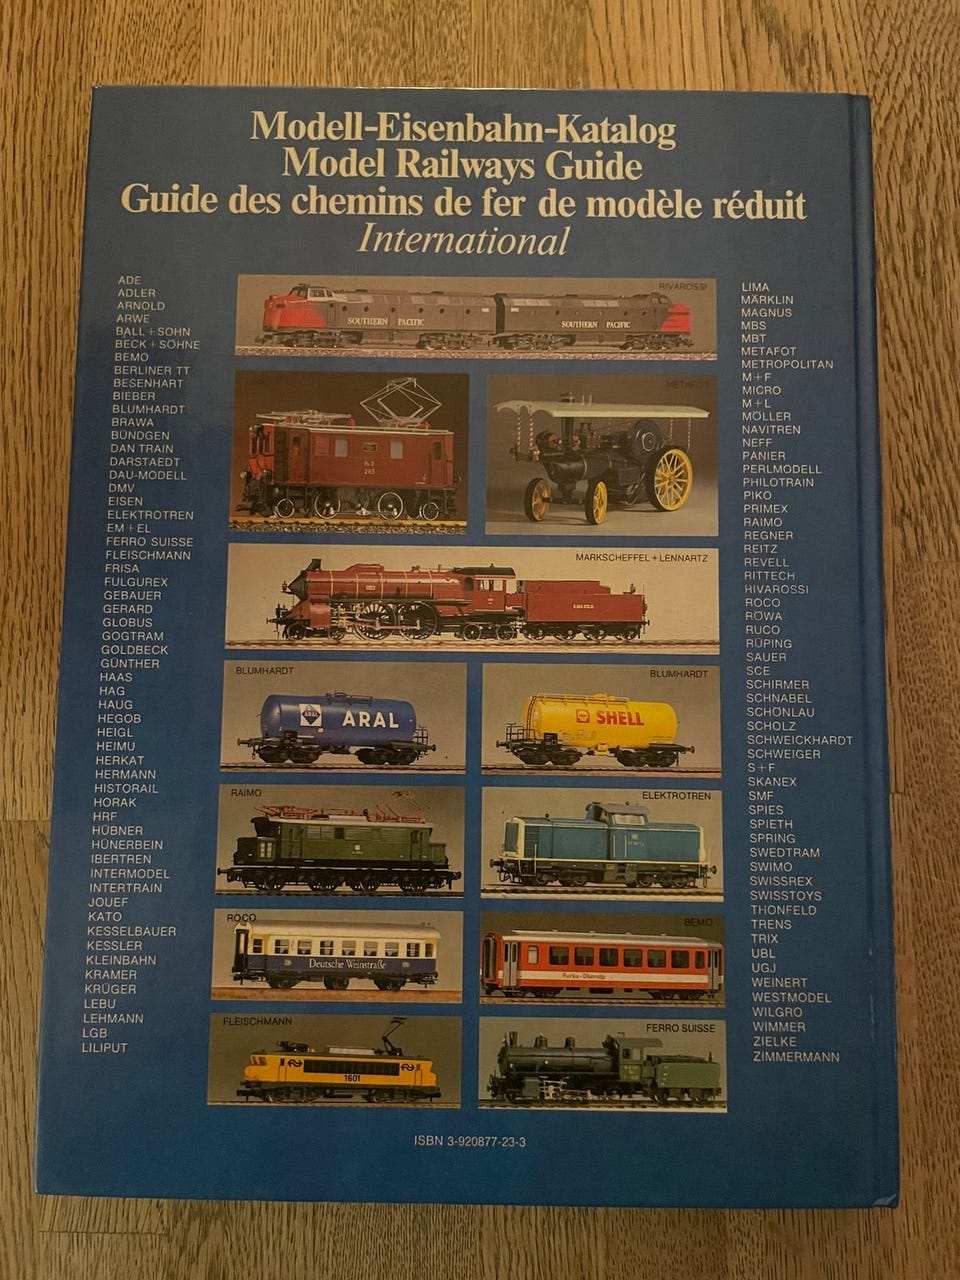 Modell-Eisenbahn-Katalog
Model Railways Guide
Guide des chemins de fer de modèle réduit
International
ADE
ADLER
ARNOLD
ARWE
BALL+SOHN
BECK+SÖHNE
BEMO
BERLINER TT
BESENHART
BIEBER
BLUMHARDT
BRAWA
BÜNDGEN
DAN TRAIN
DARSTAEDT
DAU-MODELL
DMV
EISEN
ELEKTROTREN
EM+EL
FERRO SUISSE
FLEISCHMANN
FRISA
FULGUREX
GEBAUER
GERARD
GLOBUS
GOGTRAM
GOLDBECK
GÜNTHER
HAAS
HAG
HAUG
HEGOB
HEIGL
HEIMU
HERKAT
HERMANN
HISTORAIL
HORAK
HRF
HÜBNER
HÜNERBEIN
IBERTREN
INTERMODEL
INTERTRAIN
JOUEF
KATO
KESSELBAUER
KESSLER
KLEINBAHN
KRAMER
KRÜGER
LEBU
LEHMANN
LGB
LILIPUT
RIVAROSSI
SOUTHERN PACIFIC
SOUTHERN PACIFIC
205
METAFOT
MARKSCHEFFEL+LENNARTZ
BLUMHARDT
ARAL
ARAL
BLUMHARDT
SHELL
RAIMO
ELEKTROTREN
ROCO
Deutsche Weinstraße
BEMO
Furka-Oberalp
FLEISCHMANN
1601
FERRO SUISSE
LIMA
MÄRKLIN
MAGNUS
MBS
MBT
METAFOT
METROPOLITAN
M+F
MICRO
M+L
MÖLLER
NAVITREN
NEFF
PANIER
PERLMODELL
PHILOTRAIN
PIKO
PRIMEX
RAIMO
REGNER
REITZ
REVELL
RITTECH
RIVAROSSI
ROCO
RÖWA
RUCO
RÜPING
SAUER
SCE
SCHIRMER
SCHNABEL
SCHÖNLAU
SCHOLZ
SCHWEICKHARDT
SCHWEIGER
S+F
SKANEX
SMF
SPIES
SPIETH
SPRING
SWEDTRAM
SWIMO
SWISSREX
SWISSTOYS
THONFELD
TRENS
TRIX
UBL
UGJ
WEINERT
WESTMODEL
WILGRO
WIMMER
ZIELKE
ZIMMERMANN
ISBN 3-920877-23-3